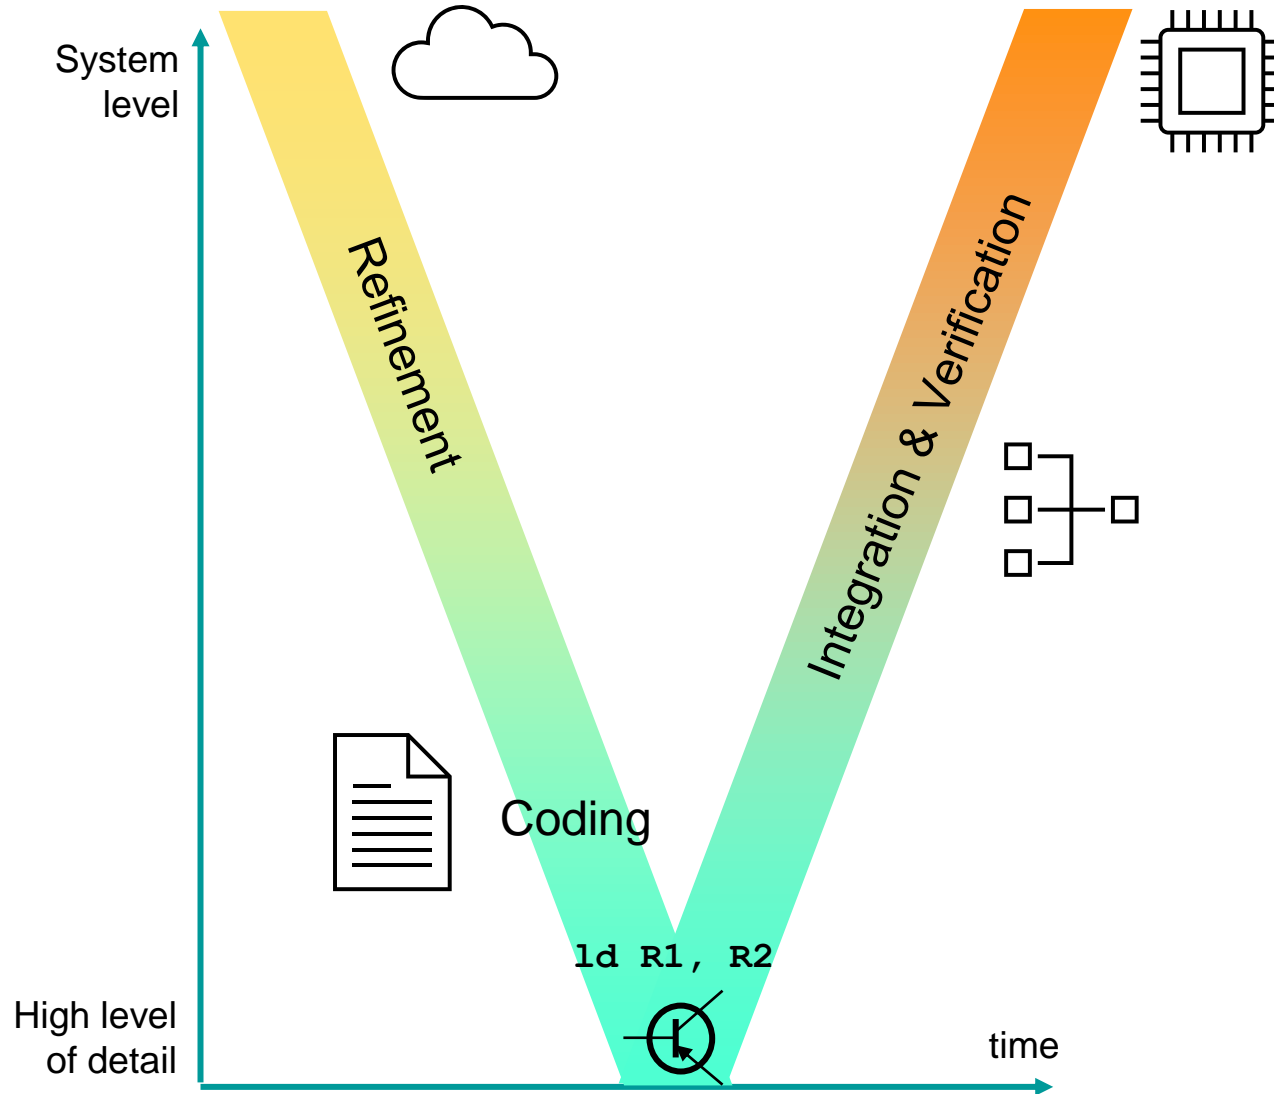 System
level
Refinement
Integration & Verification
Coding
ld R1, R2
High level
of detail
time